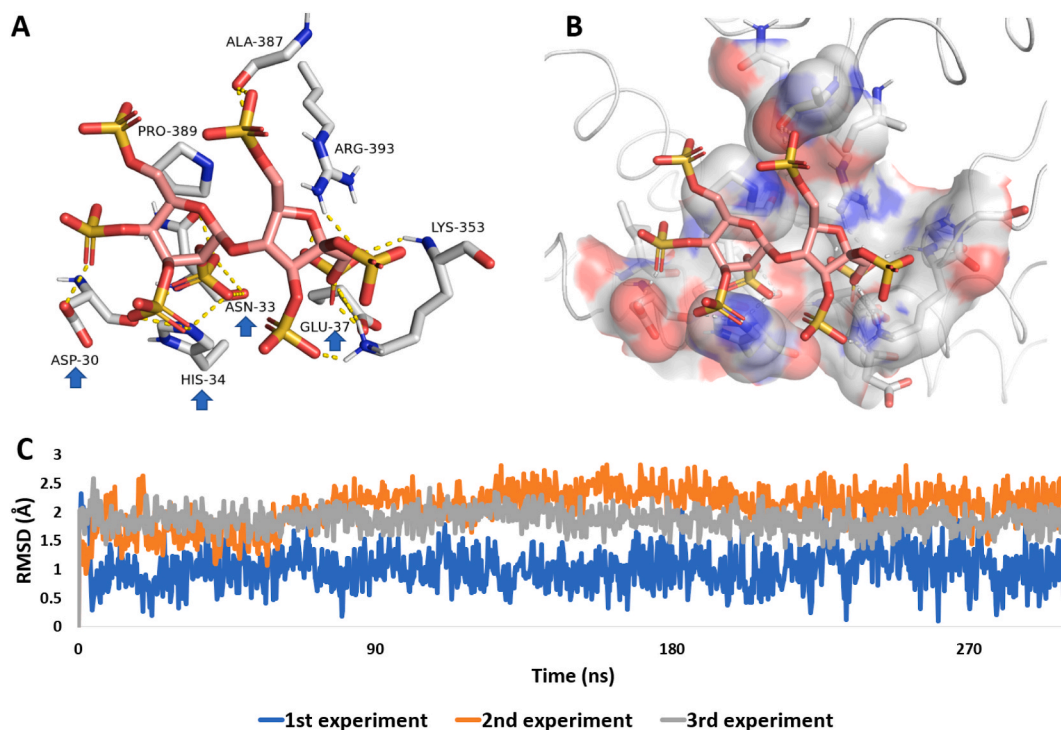 A
B
ALA-387
PRO-389
ARG-393
LYS-353
ASN-33
GLU-37
ASP-30
HIS-34
C
3
2.5
2
1.5
1
0.5
0
RMSD (Å)
0 90 180 270
Time (ns)
1st experiment 2nd experiment 3rd experiment